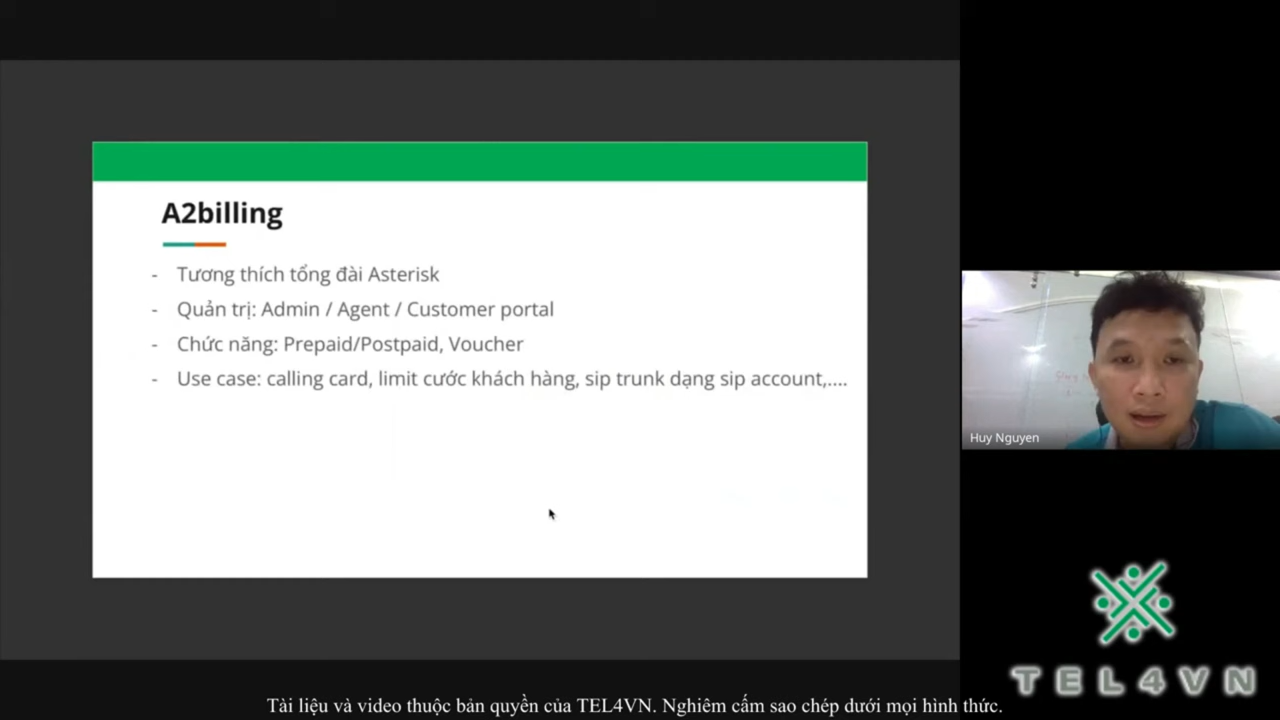 A2billing
- Tương thích tổng đài Asterisk
- Quản trị: Admin / Agent / Customer portal
- Chức năng: Prepaid/Postpaid, Voucher
- Use case: calling card, limit cước khách hàng, sip trunk dạng sip account,....
Huy Nguyen
TEL4VN
Tài liệu và video thuộc bản quyền của TEL4VN. Nghiêm cấm sao chép dưới mọi hình thức.